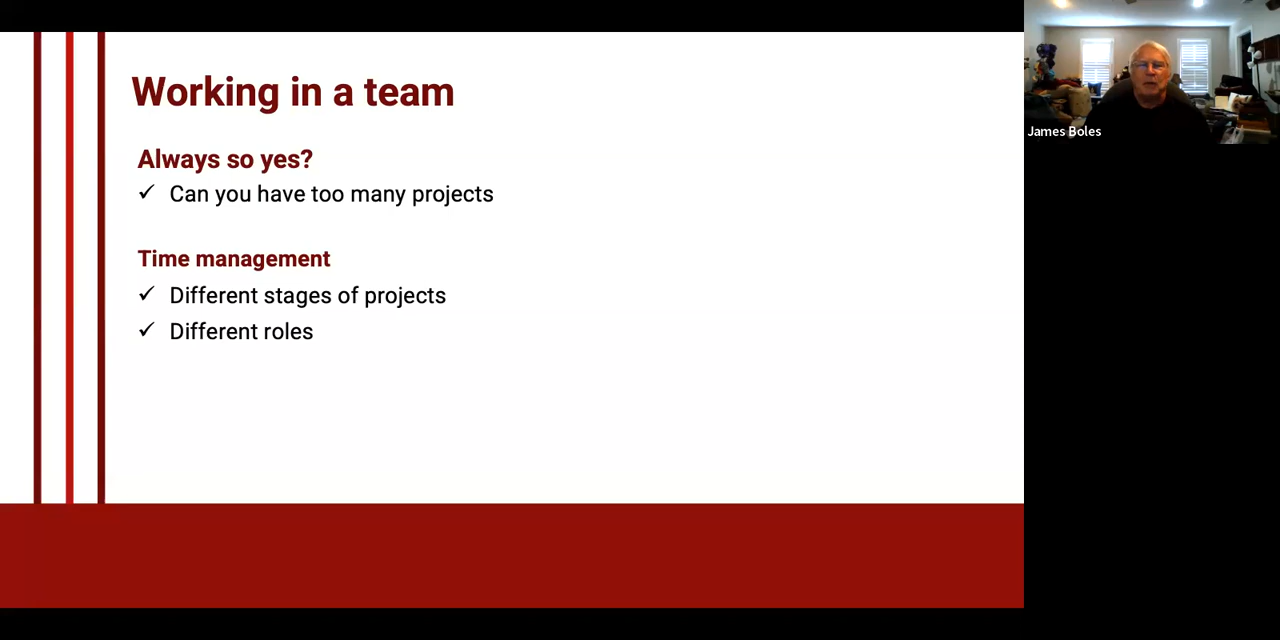 Working in a team
Always so yes?
✓ Can you have too many projects
Time management
✓ Different stages of projects
✓ Different roles
James Boles